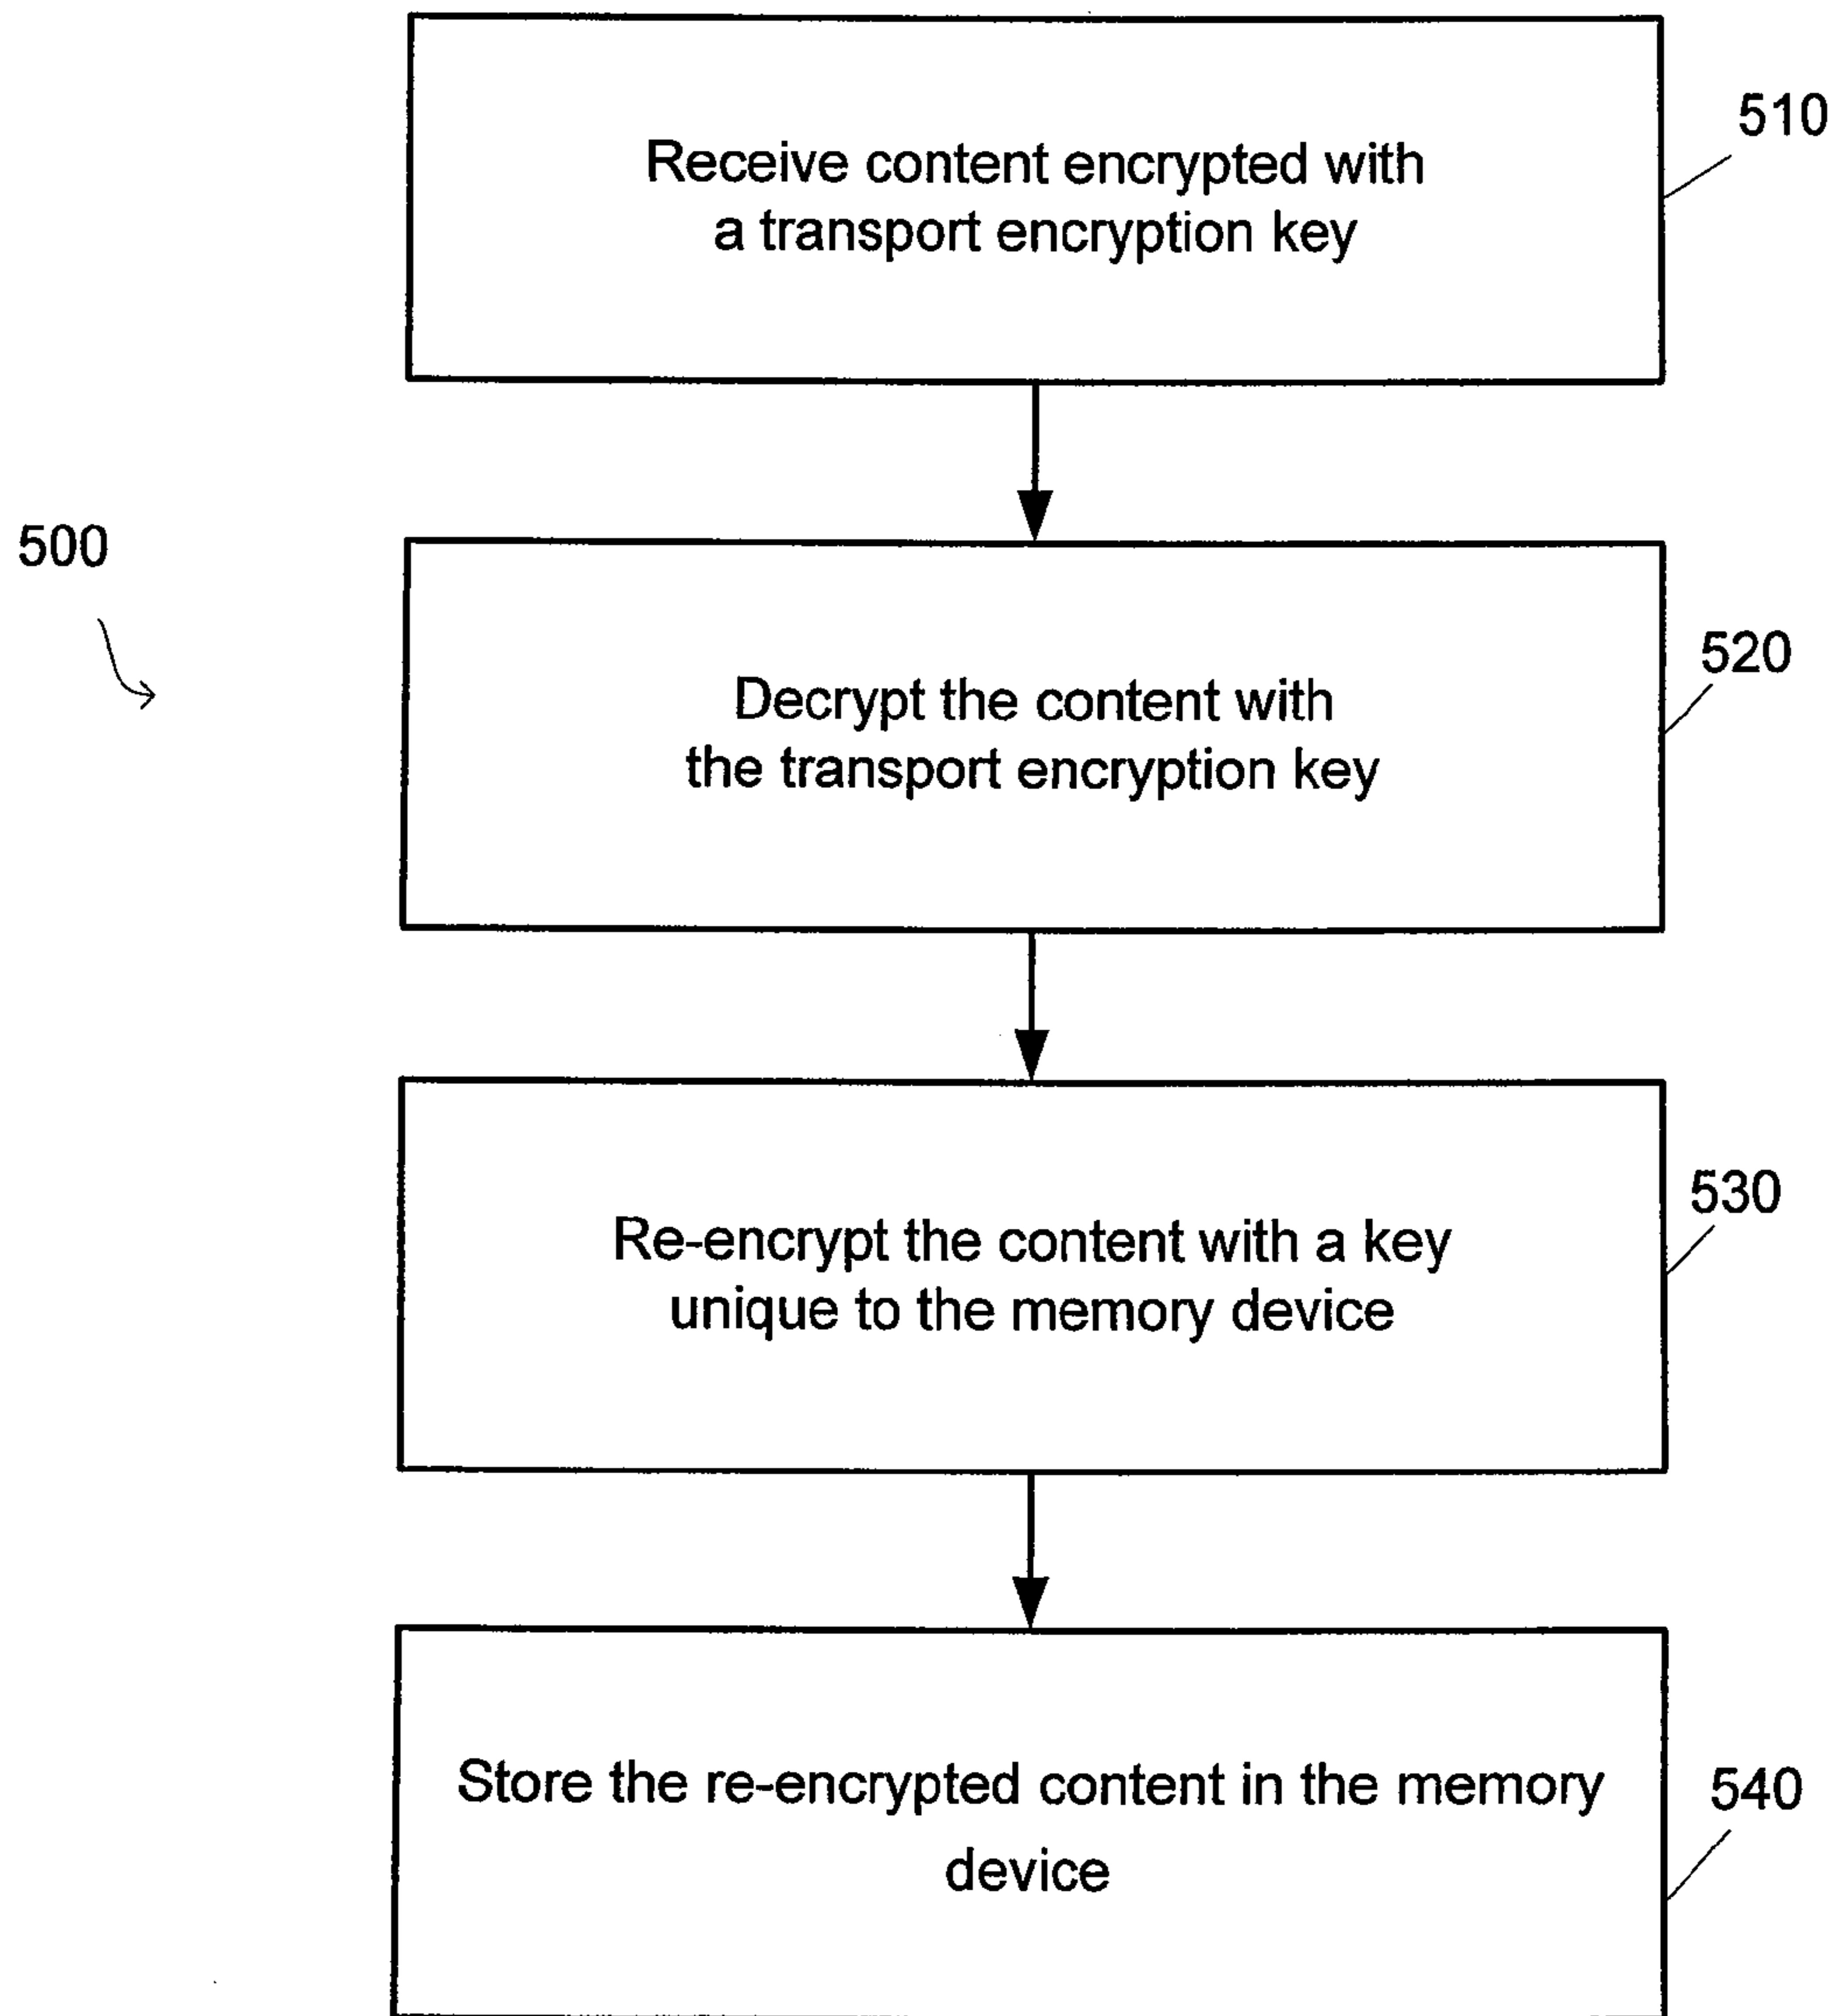 Receive content encrypted with
a transport encryption key
510
500
Decrypt the content with
the transport encryption key
520
Re-encrypt the content with a key
unique to the memory device
530
Store the re-encrypted content in the memory
device
540